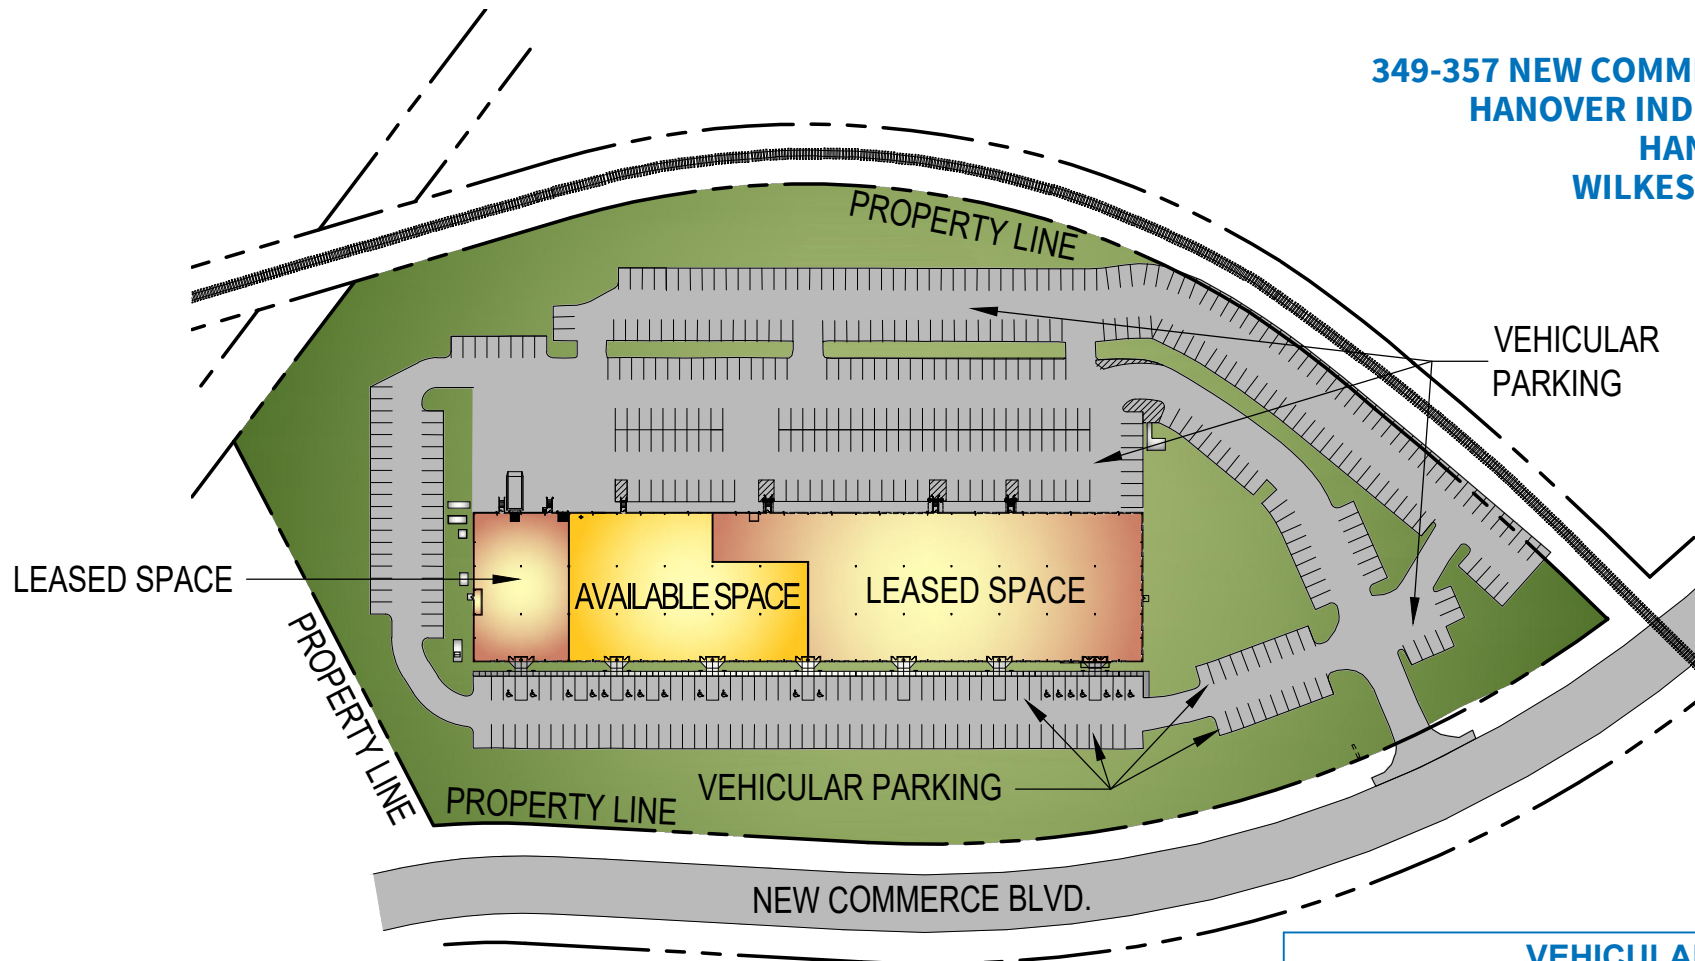 349-357 NEW COMM
HANOVER IND
HAN
WILKES
PROPERTY LINE
VEHICULAR
PARKING
LEASED SPACE
AVAILABLE SPACE
LEASED SPACE
PROPERTY LINE
VEHICULAR PARKING
PROPERTY LINE
NEW COMMERCE BLVD.
VEHICULA